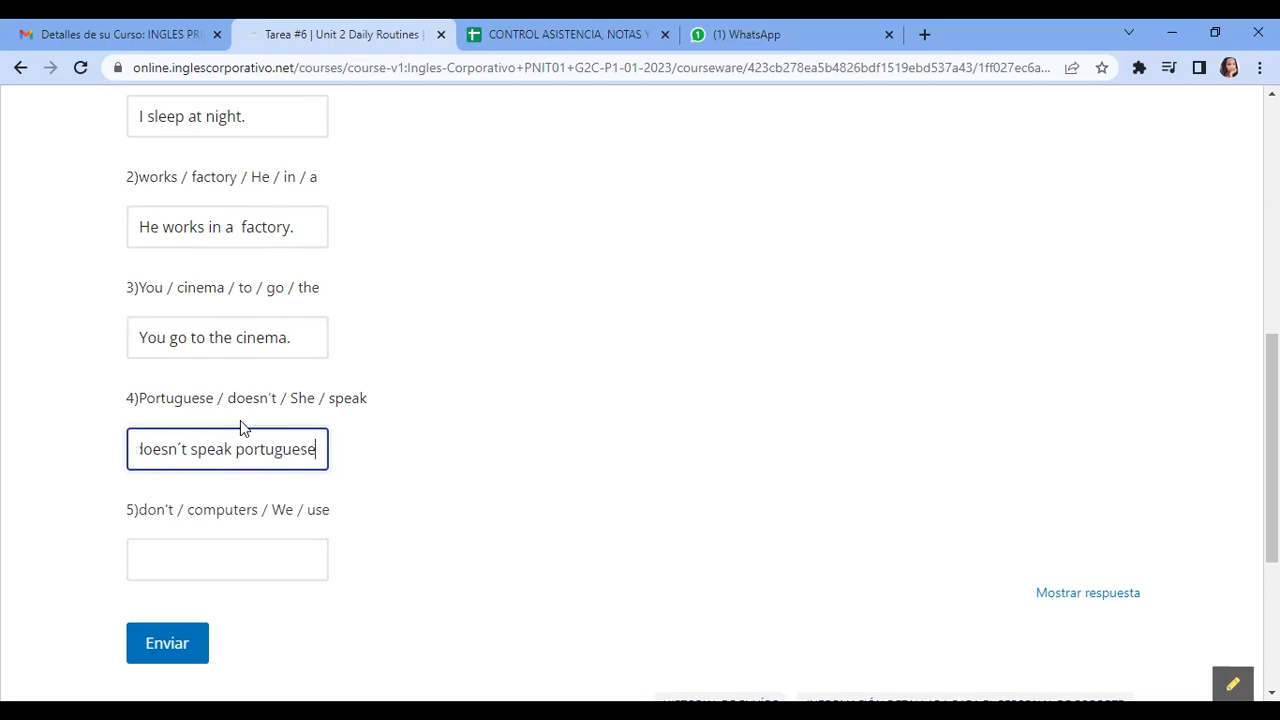 Detalles de su Curso: INGLES PRI
Tarea #6 | Unit 2 Daily Routines |
CONTROL ASISTENCIA, NOTAS Y
1
(1) WhatsApp
online.inglescorporativo.net/courses/course-v1:Ingles-Corporativo+PNIT01+G2C-P1-01-2023/courseware/423cb278ea5b4826bdf1519ebd537a43/1ff027ec6a...
I sleep at night.
2)works / factory / He / in / a
He works in a  factory.
3)You / cinema / to / go / the
You go to the cinema.
4)Portuguese / doesn't / She / speak
doesn´t speak portuguese
5)don't / computers / We / use
Mostrar respuesta
Enviar